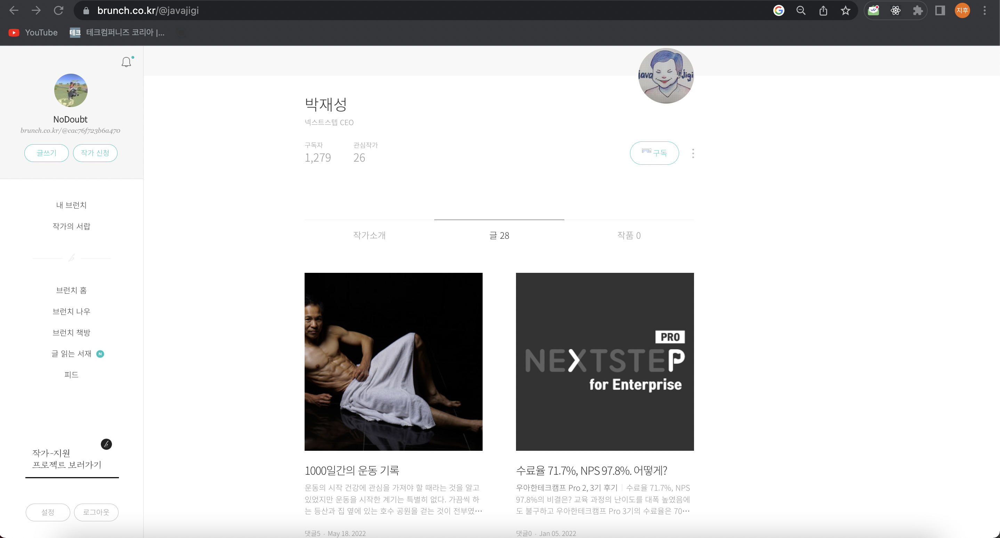 brunch.co.kr/@javajigi
지후
YouTube
테크 테크컴퍼니즈 코리아 |...
NoDoubt
brunch.co.kr/@cac76f723b6a470
글쓰기
작가 신청
내 브런치
작가의 서랍
브런치 홈
브런치 나우
브런치 책방
글 읽는 서재 N
피드
작가-지원
프로젝트 보러가기
설정
로그아웃
java jigi
박재성
넥스트스텝 CEO
구독자
1,279
관심작가
26
구독
작가소개
글 28
작품 0
1000일간의 운동 기록
운동의 시작 건강에 관심을 가져야 할 때라는 것을 알고
있었지만 운동을 시작한 계기는 특별히 없다. 가끔씩 하
는 등산과 집 옆에 있는 호수 공원을 걷는 것이 전부였…
댓글5 · May 18. 2022
PRO
NEXTSTEP
for Enterprise
수료율 71.7%, NPS 97.8%. 어떻게?
우아한테크캠프 Pro 2, 3기 후기 | 수료율 71.7%, NPS
97.8%의 비결은? 교육 과정의 난이도를 대폭 높였음에
도 불구하고 우아한테크캠프 Pro 3기의 수료율은 70…
댓글0 · Jan 05. 2022